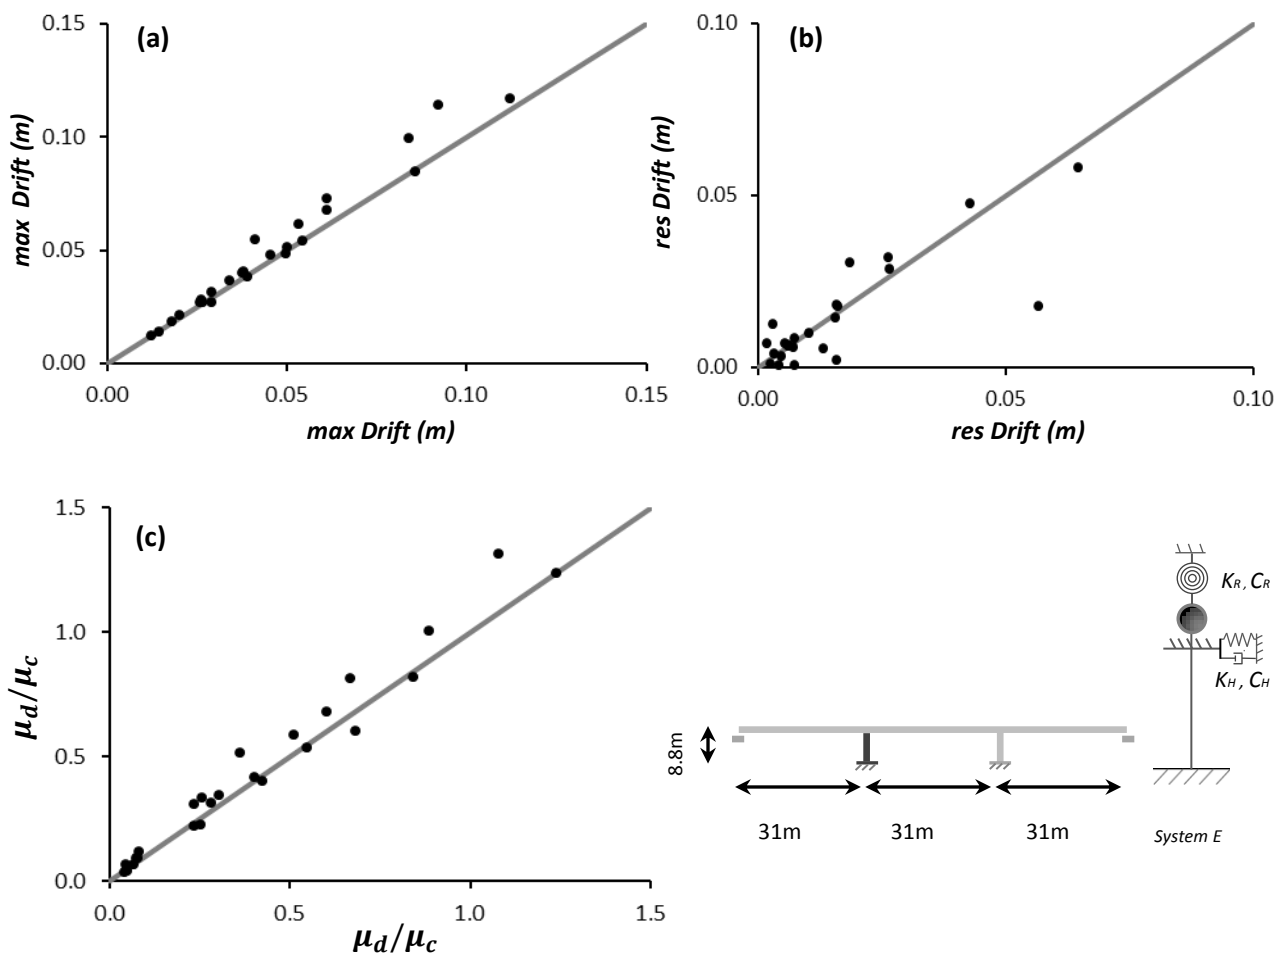 (a)
0.15
0.10
0.05
0.00
max Drift (m)
0.00 0.05 0.10 0.15
max Drift (m)
(b)
0.10
0.05
0.00
res Drift (m)
0.00 0.05 0.10
res Drift (m)
(c)
1.5
1.0
0.5
0.0
μd/μc
0.0 0.5 1.0 1.5
μd/μc
KR , CR
KH , CH
8.8m
31m 31m 31m
System E